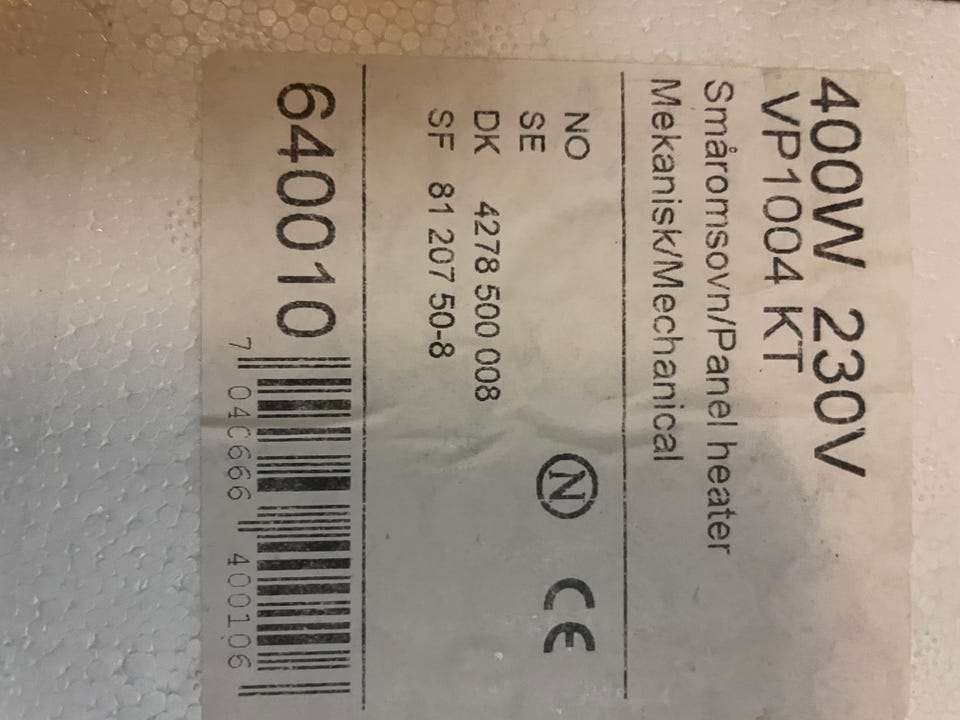 400W 230V
VP1004 KT
Småromsovn/Panel heater
Mekanisk/Mechanical
NO
SE
DK 4278 500 008
SF 81 207 50-8
N CE
640010
7 040666 400106